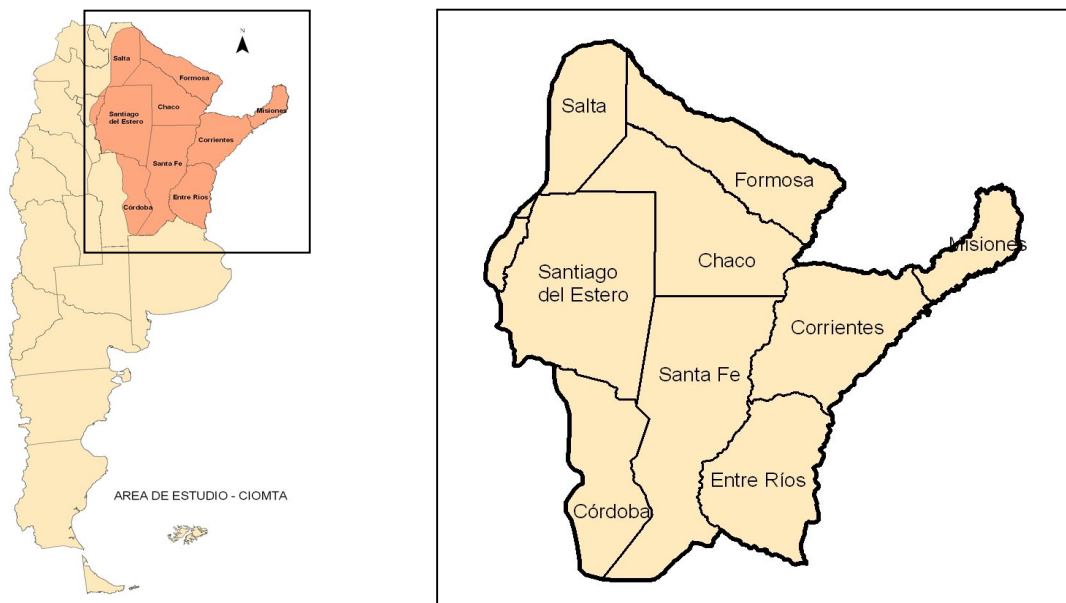 N
Salta
Formosa
Chaco
Misiones
Santiago
del Estero
Corrientes
Santa Fe
Entre Ríos
Córdoba
AREA DE ESTUDIO - CIOMTA
Salta
Formosa
Misiones
Chaco
Santiago
del Estero
Corrientes
Santa Fe
Entre Ríos
Córdoba